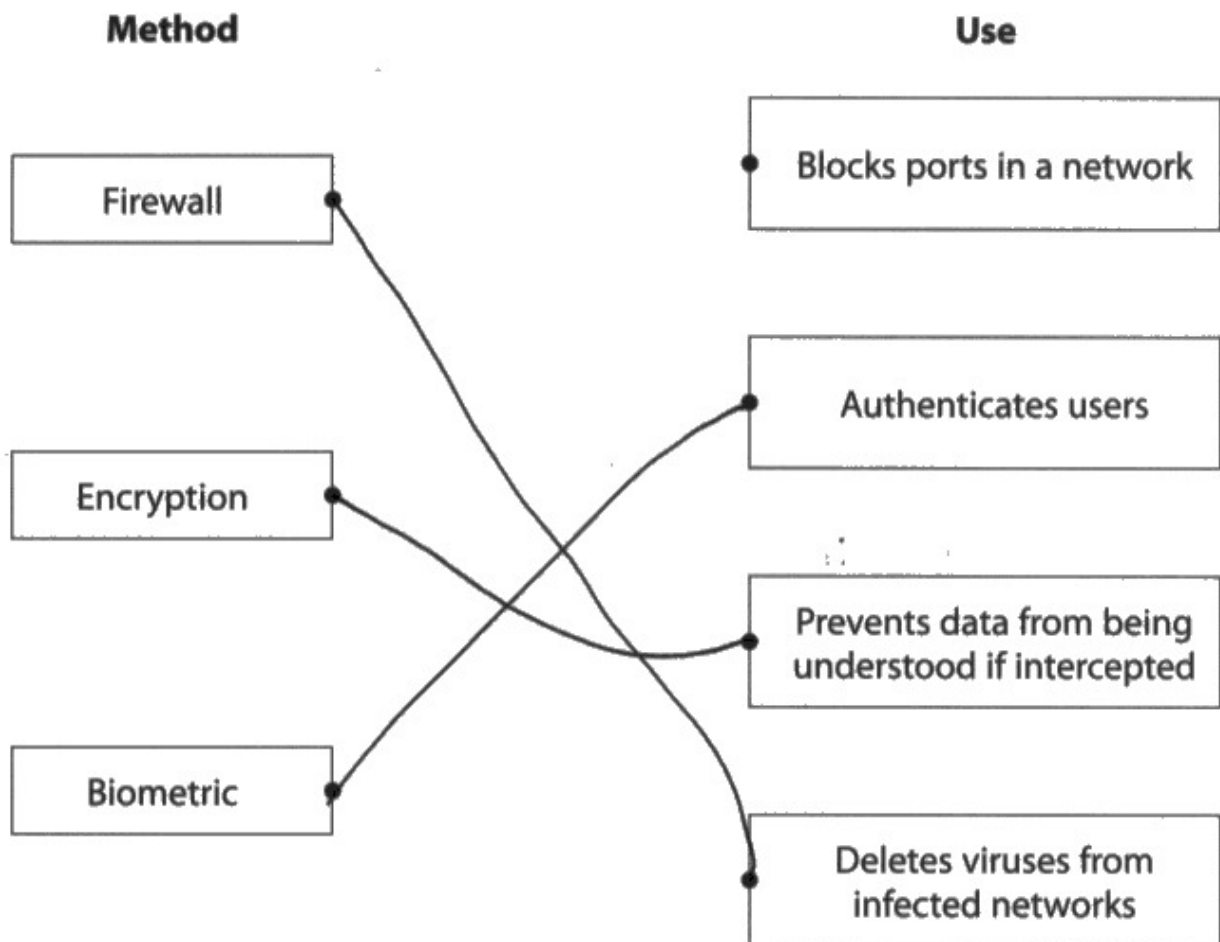 Method
Use
Firewall
Blocks ports in a network
Encryption
Authenticates users
Biometric
Prevents data from being
understood if intercepted
Deletes viruses from
infected networks